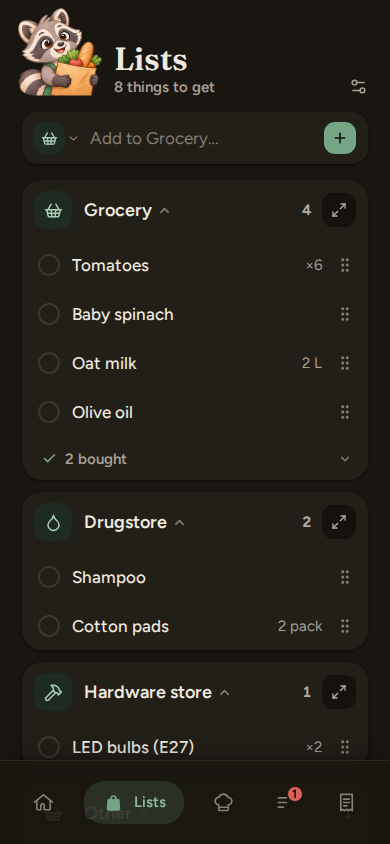 Lists
8 things to get
Add to Grocery...
Grocery 4
Tomatoes ×6
Baby spinach
Oat milk 2 L
Olive oil
2 bought
Drugstore 2
Shampoo
Cotton pads 2 pack
Hardware store 1
LED bulbs (E27) ×2
Other 1
Lists
1